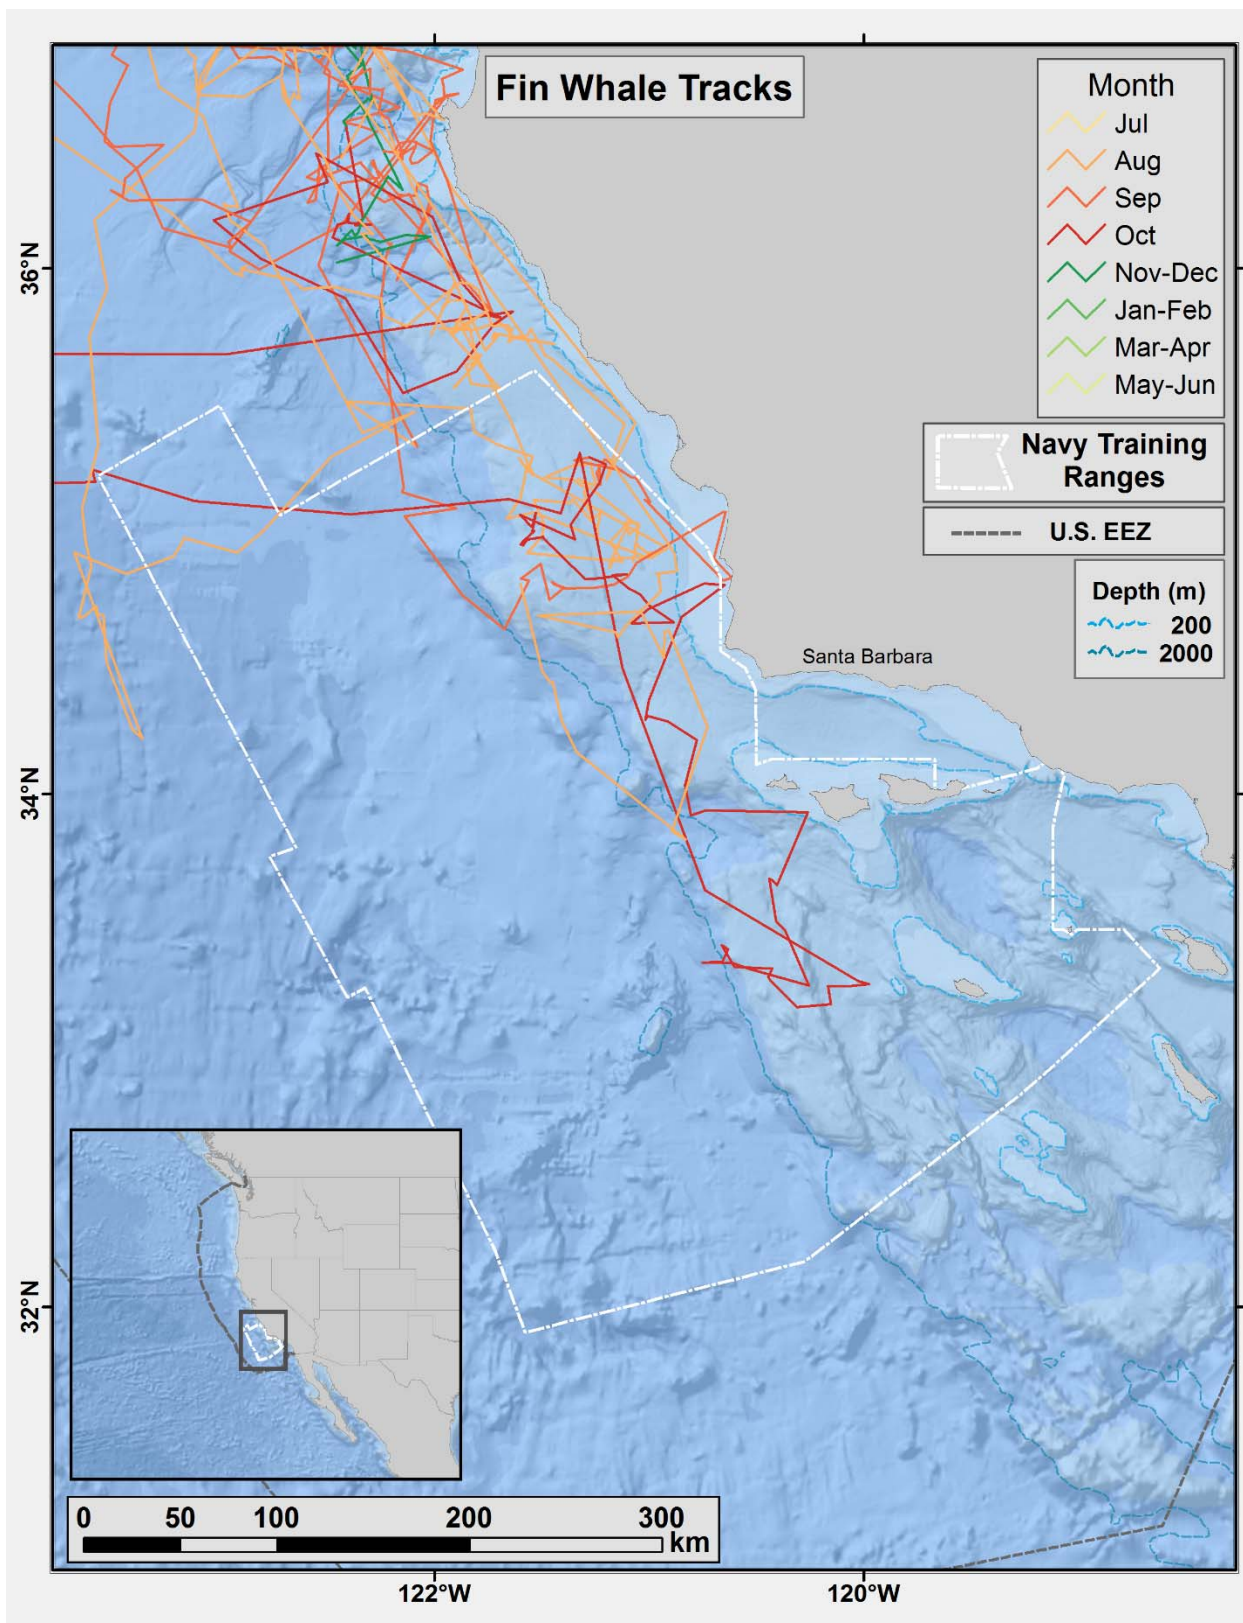 Fin Whale Tracks
Month
Jul
Aug
Sep
Oct
Nov-Dec
Jan-Feb
Mar-Apr
May-Jun
Navy Training
Ranges
U.S. EEZ
Depth (m)
200
2000
Santa Barbara
36°N
34°N
32°N
0 50 100 200 300
km
122°W 120°W